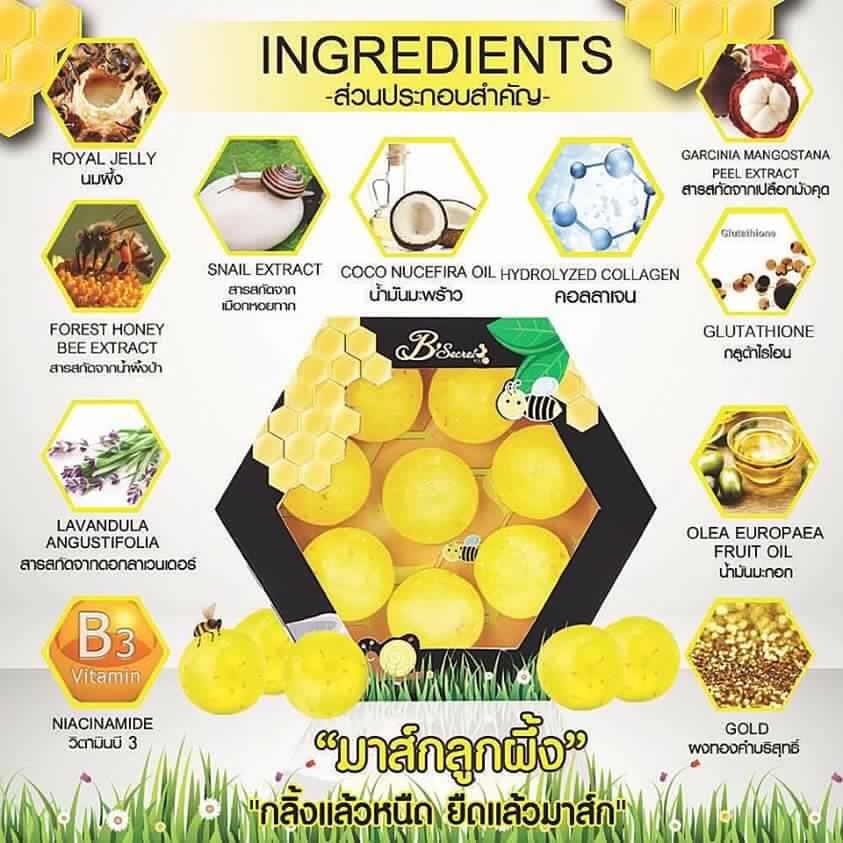 INGREDIENTS
-ส่วนประกอบสำคัญ-
ROYAL JELLY
นมผึ้ง
GARCINIA MANGOSTANA
PEEL EXTRACT
สารสกัดจากเปลือกมังคุด
SNAIL EXTRACT
สารสกัดจาก
เมือกหอยทาก
COCO NUCEFIRA OIL
น้ำมันมะพร้าว
HYDROLYZED COLLAGEN
คอลลาเจน
Glutathione
GLUTATHIONE
กลูต้าไธโอน
FOREST HONEY
BEE EXTRACT
สารสกัดจากน้ำผึ้งป่า
B'Secret
LAVANDULA
ANGUSTIFOLIA
สารสกัดจากดอกลาเวนเดอร์
OLEA EUROPAEA
FRUIT OIL
น้ำมันมะกอก
B3
Vitamin
NIACINAMIDE
วิตามินบี 3
GOLD
ผงทองคำบริสุทธิ์
“มาส์กลูกผึ้ง”
"กลิ้งแล้วหนืด ยืดแล้วมาส์ก"